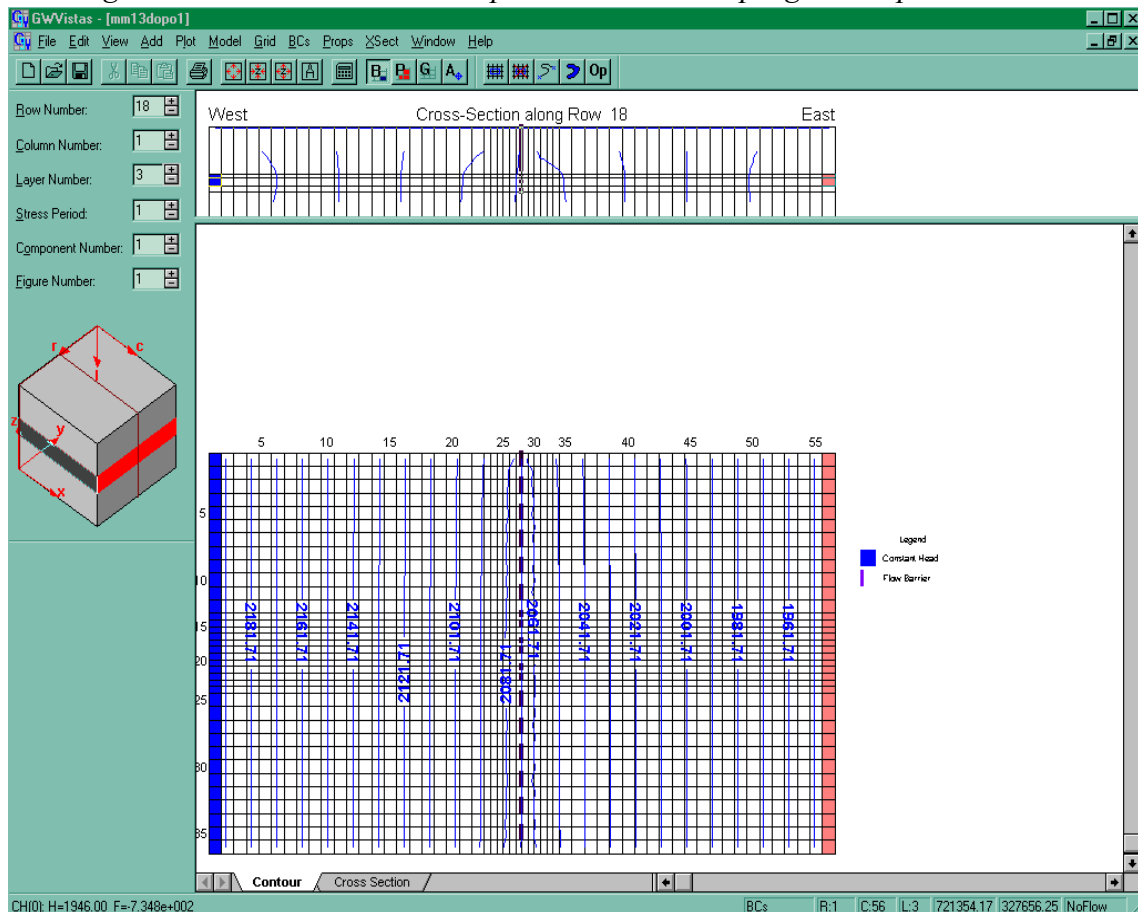 GWVistas - [mm13dopo1]
File Edit View Add Plot Model Grid BCs Props XSect Window Help
B P G A Op
Row Number: 18
Column Number: 1
Layer Number: 3
Stress Period: 1
Component Number: 1
Figure Number: 1
West Cross-Section along Row 18 East
r c
l
z y
x
5 10 15 20 25 30 35 40 45 50 55
5
10
15
20
25
30
35
2181.71 2161.71 2141.71 2121.71 2101.71 2081.71 2061.71 2041.71 2021.71 2001.71 1981.71 1961.71
Legend
Constant Head
Flow Barrier
Contour Cross Section
CH(0): H=1946.00 F=-7.348e+002 BCs R:1 C:56 L:3 721354.17 327656.25 NoFlow